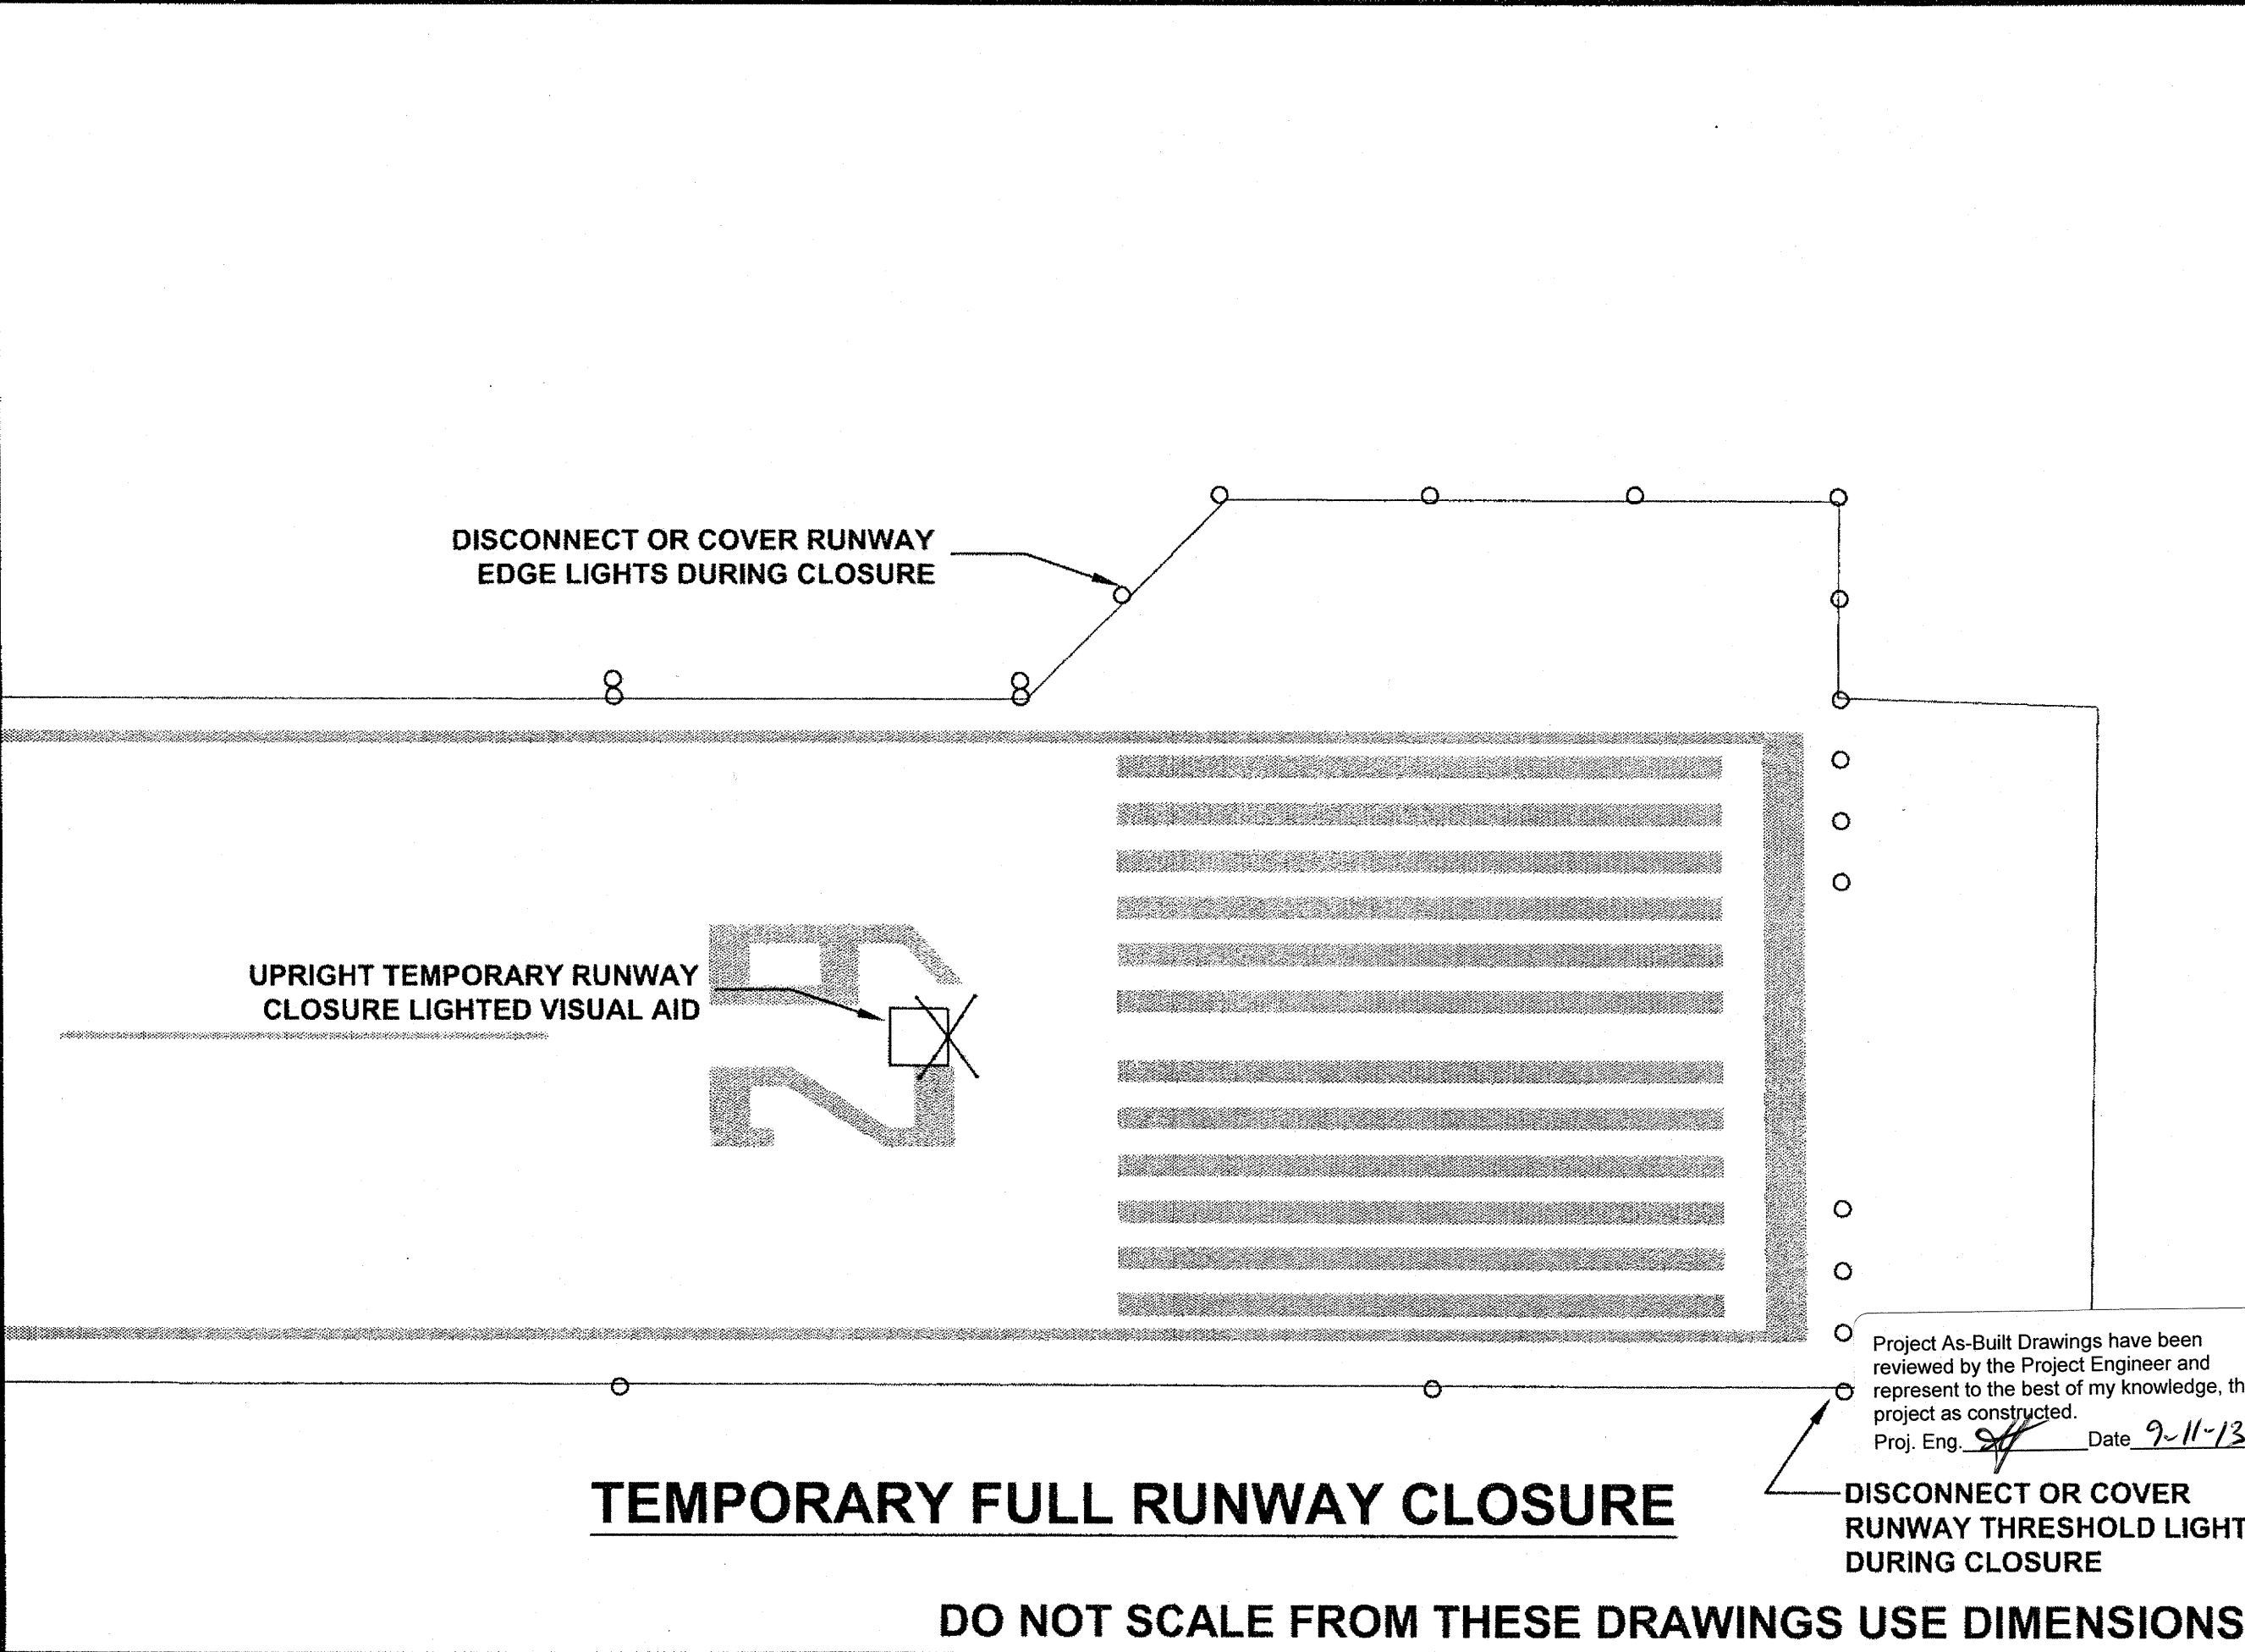 DISCONNECT OR COVER RUNWAY
EDGE LIGHTS DURING CLOSURE
UPRIGHT TEMPORARY RUNWAY
CLOSURE LIGHTED VISUAL AID
Project As-Built Drawings have been
reviewed by the Project Engineer and
represent to the best of my knowledge, th
project as constructed.
Proj. Eng. Date 9-11-13
TEMPORARY FULL RUNWAY CLOSURE
DISCONNECT OR COVER
RUNWAY THRESHOLD LIGHT
DURING CLOSURE
DO NOT SCALE FROM THESE DRAWINGS USE DIMENSIONS